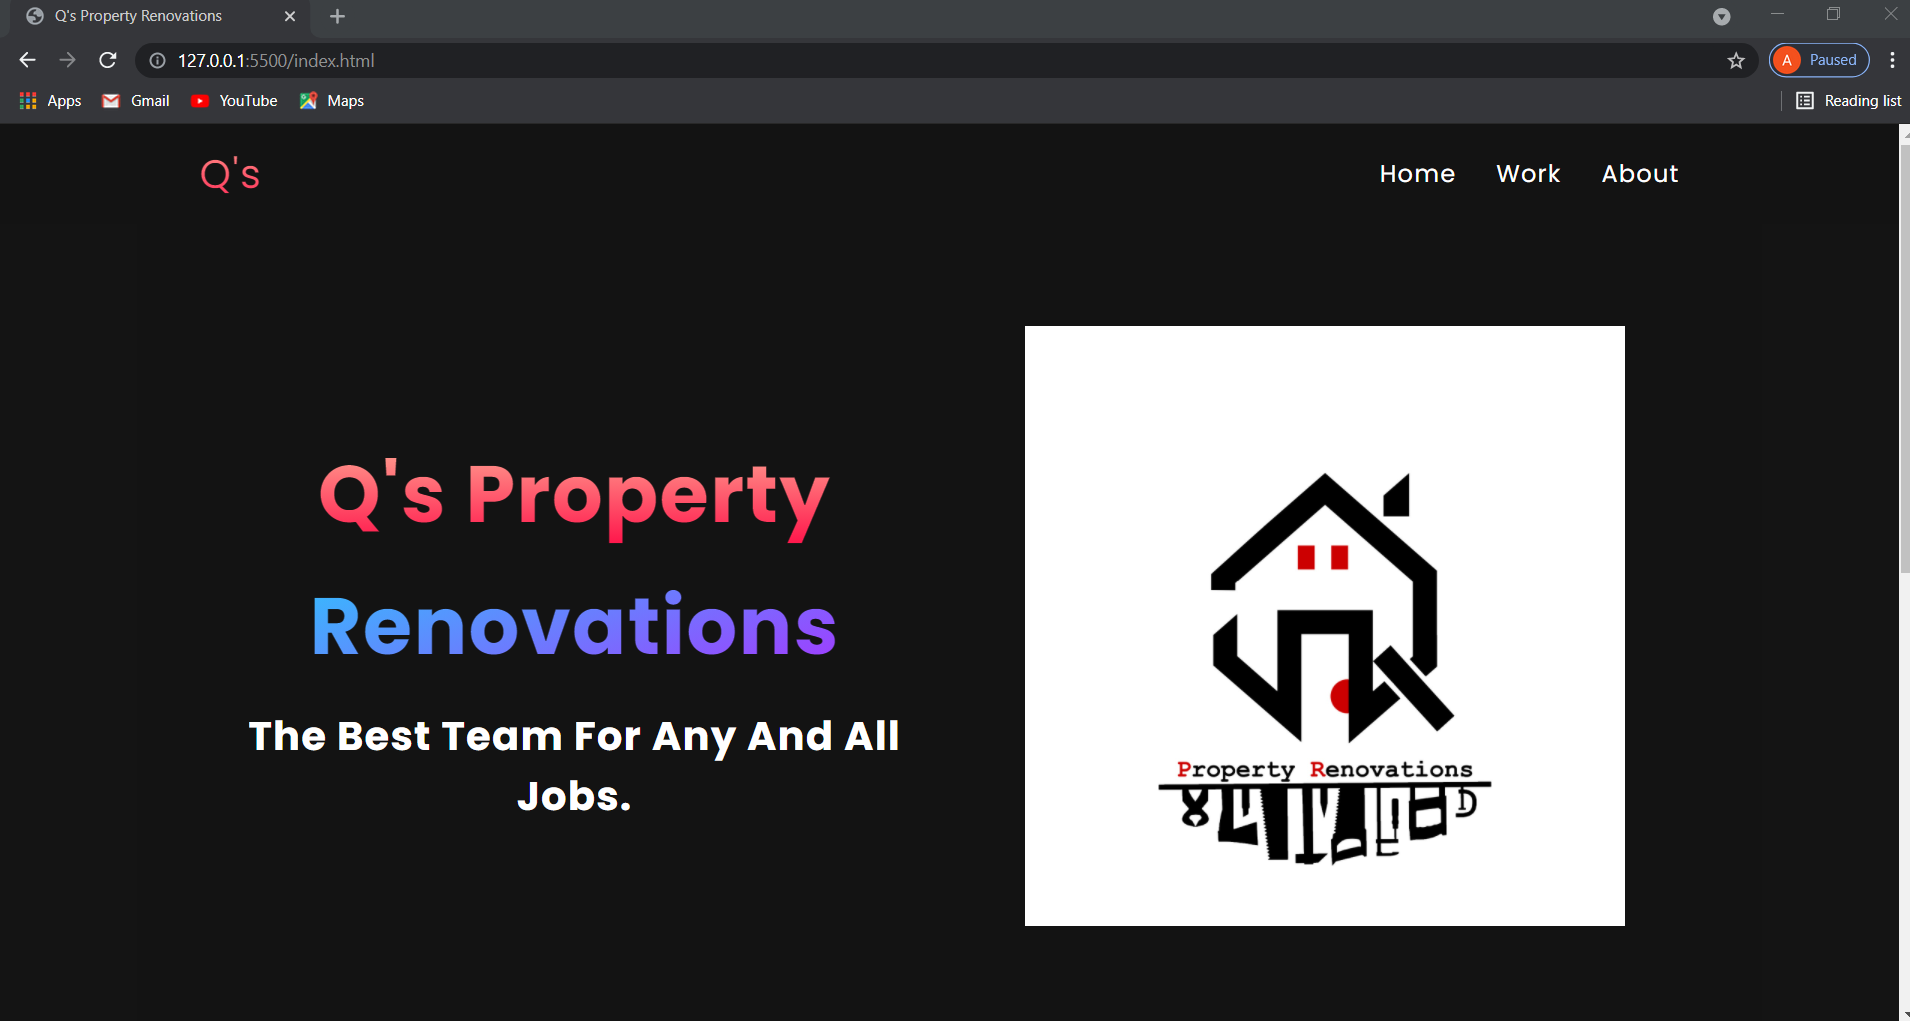 Q's Property Renovations
127.0.0.1:5500/index.html
A Paused
Apps Gmail YouTube Maps
Reading list
Q's
Home Work About
Q's Property
Renovations
The Best Team For Any And All
Jobs.
Property Renovations